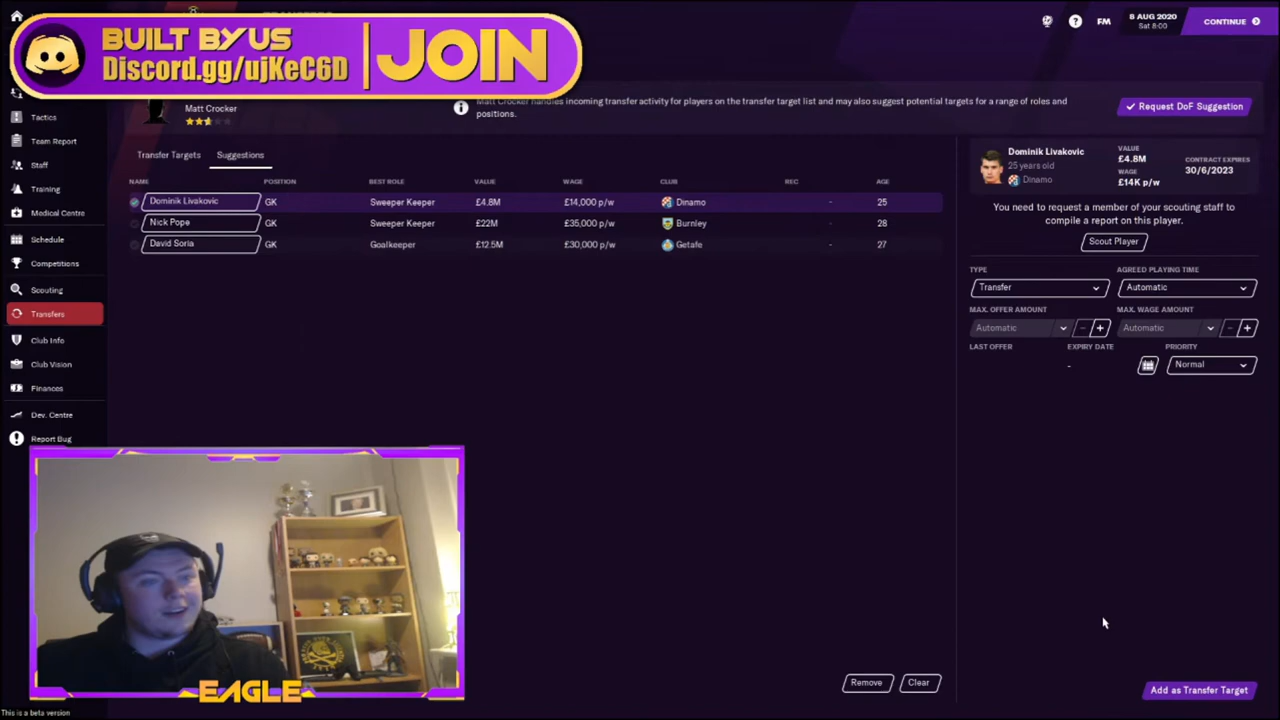 BUILT BY US
Discord.gg/ujKeC6D
JOIN
FM
8 AUG 2020
Sat 8:00
CONTINUE
Matt Crocker
Matt Crocker handles incoming transfer activity for players on the transfer target list and may also suggest potential targets for a range of roles and
positions.
Request DoF Suggestion
Tactics
Team Report
Staff
Training
Medical Centre
Schedule
Competitions
Scouting
Transfers
Club Info
Club Vision
Finances
Dev. Centre
Report Bug
Transfer Targets Suggestions
NAME POSITION BEST ROLE VALUE WAGE CLUB REC AGE
Dominik Livakovic GK Sweeper Keeper £4.8M £14,000 p/w Dinamo - 25
Nick Pope GK Sweeper Keeper £22M £35,000 p/w Burnley - 28
David Soria GK Goalkeeper £12.5M £30,000 p/w Getafe - 27
Dominik Livakovic
25 years old
Dinamo
VALUE
£4.8M
WAGE
£14K p/w
CONTRACT EXPIRES
30/6/2023
You need to request a member of your scouting staff to
compile a report on this player.
Scout Player
TYPE AGREED PLAYING TIME
Transfer Automatic
MAX. OFFER AMOUNT MAX. WAGE AMOUNT
Automatic - + Automatic - +
LAST OFFER EXPIRY DATE PRIORITY
- Normal
Remove Clear
Add as Transfer Target
EAGLE
This is a beta version